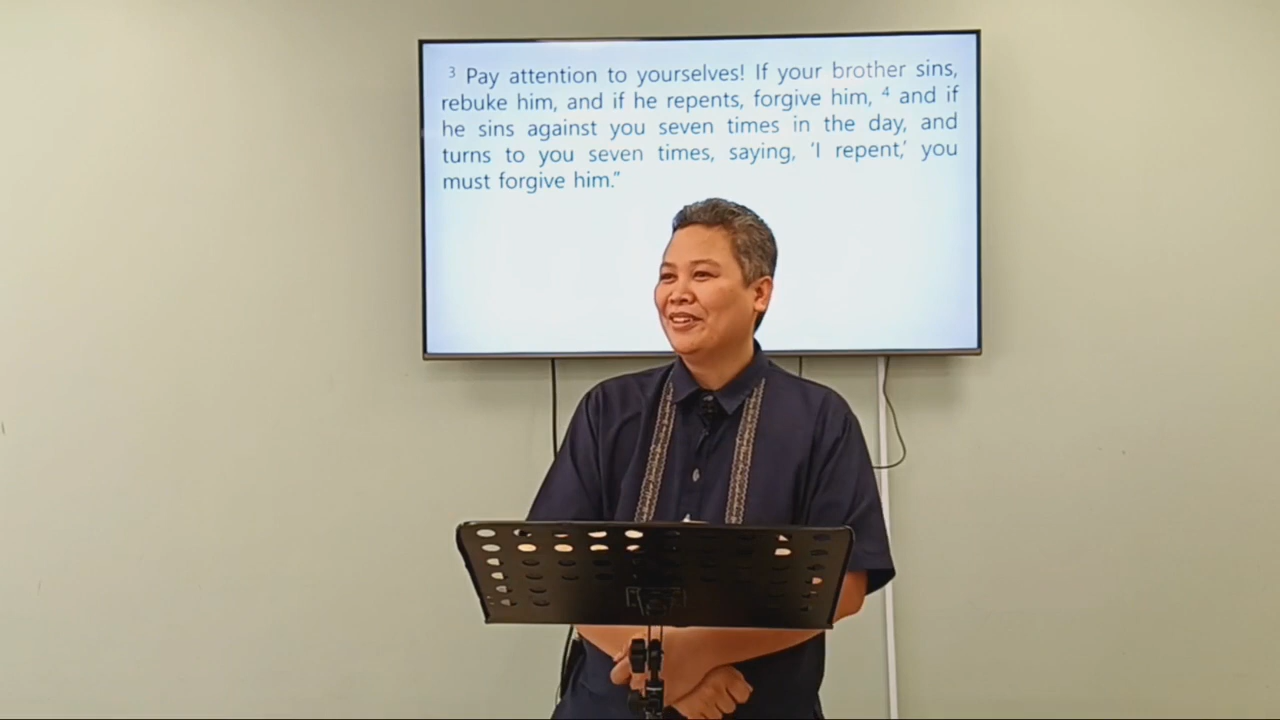 3 Pay attention to yourselves! If your brother sins,
rebuke him, and if he repents, forgive him, 4 and if
he sins against you seven times in the day, and
turns to you seven times, saying, 'I repent,' you
must forgive him.”